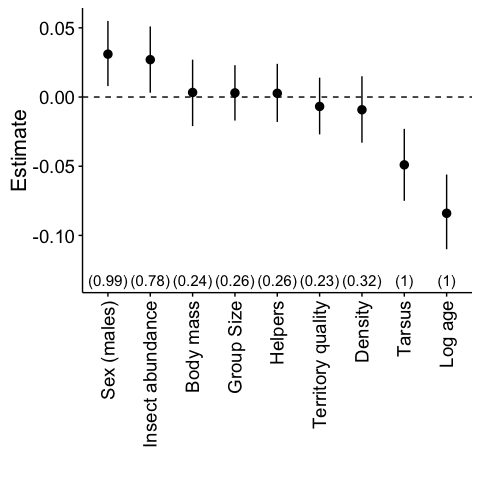 Estimate
0.05
0.00
-0.05
-0.10
(0.99) (0.78) (0.24) (0.26) (0.26) (0.23) (0.32) (1) (1)
Sex (males)
Insect abundance
Body mass
Group Size
Helpers
Territory quality
Density
Tarsus
Log age